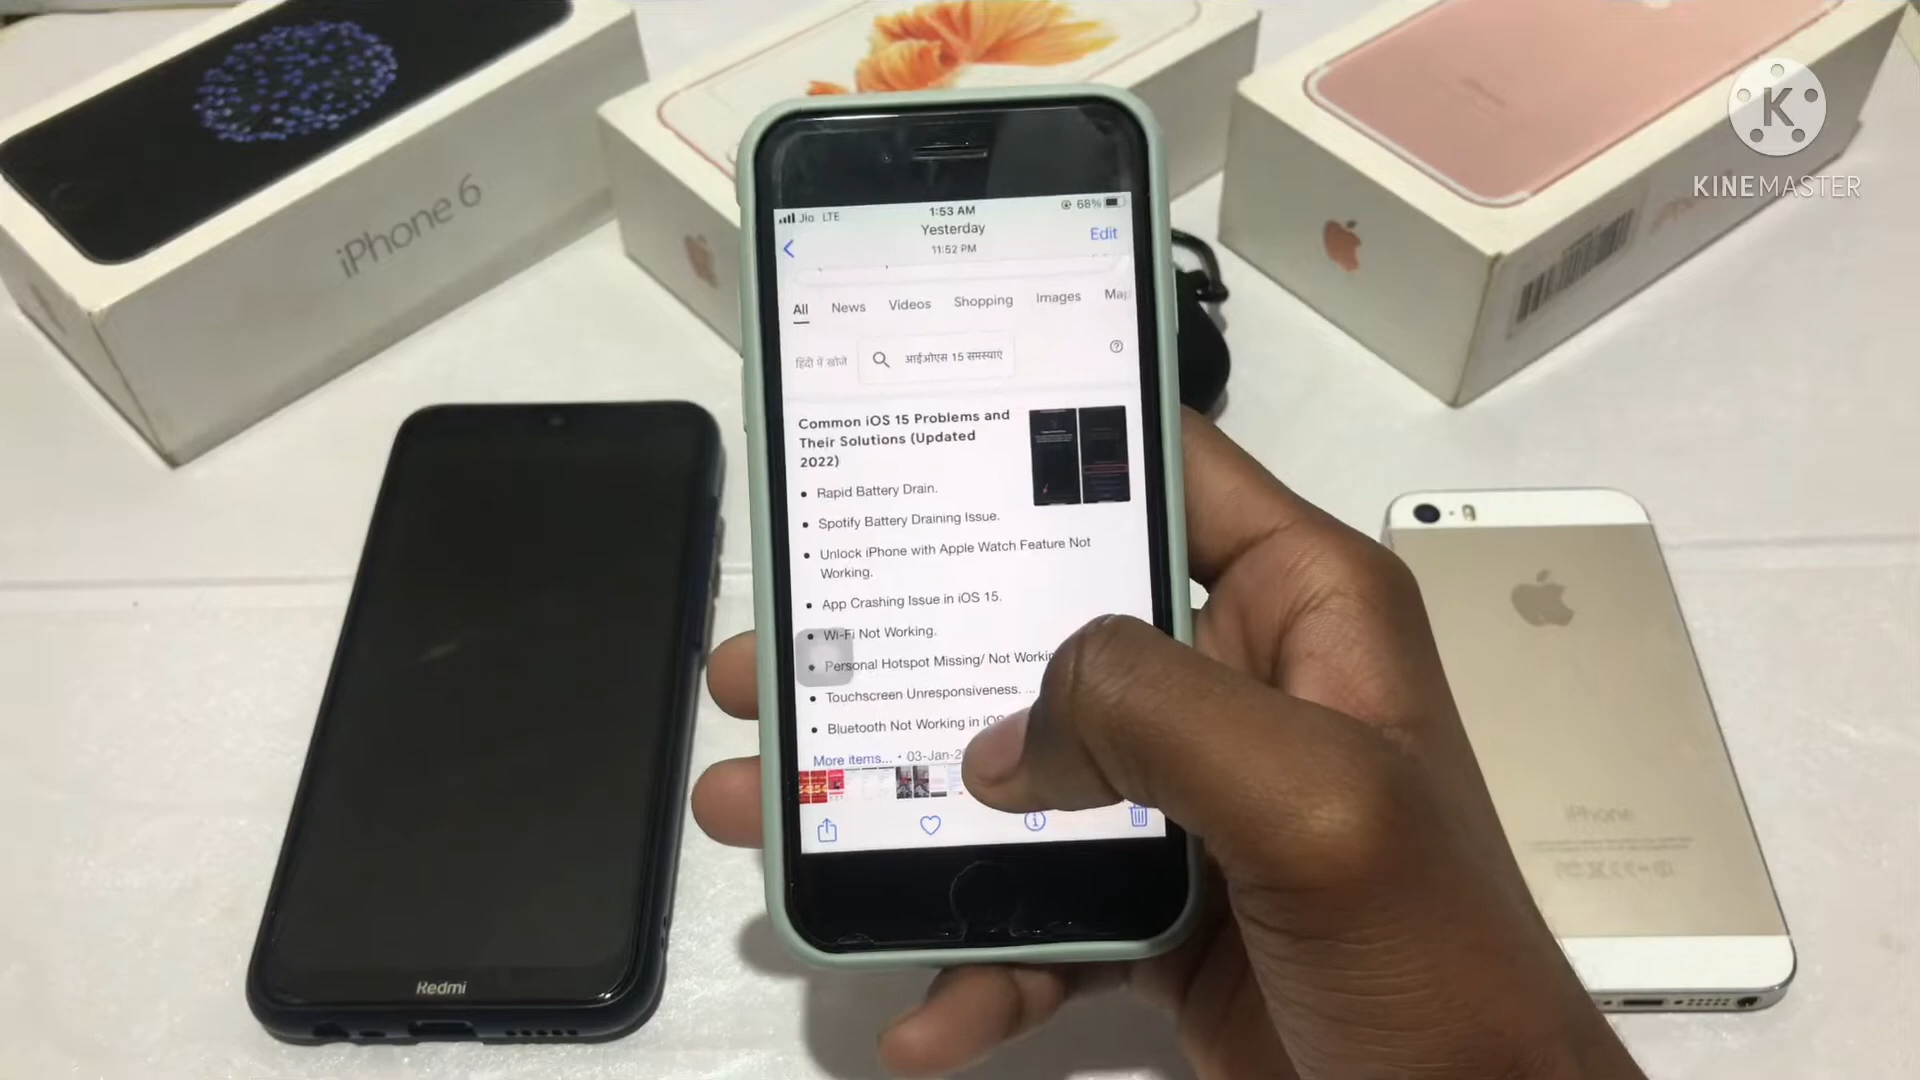 iPhone 6
KINEMASTER
Jio LTE
1:53 AM
68%
Yesterday
11:52 PM
Edit
All News Videos Shopping Images Map
हिंदी में खोजें
आईओएस 15 समस्याएं
Common iOS 15 Problems and
Their Solutions (Updated
2022)
Rapid Battery Drain.
Spotify Battery Draining Issue.
Unlock iPhone with Apple Watch Feature Not
Working.
App Crashing Issue in iOS 15.
Wi-Fi Not Working.
Personal Hotspot Missing/ Not
Touchscreen Unresponsiveness. ...
Bluetooth Not Working in
More items... • 03-Jan-2
Redmi
iPhone